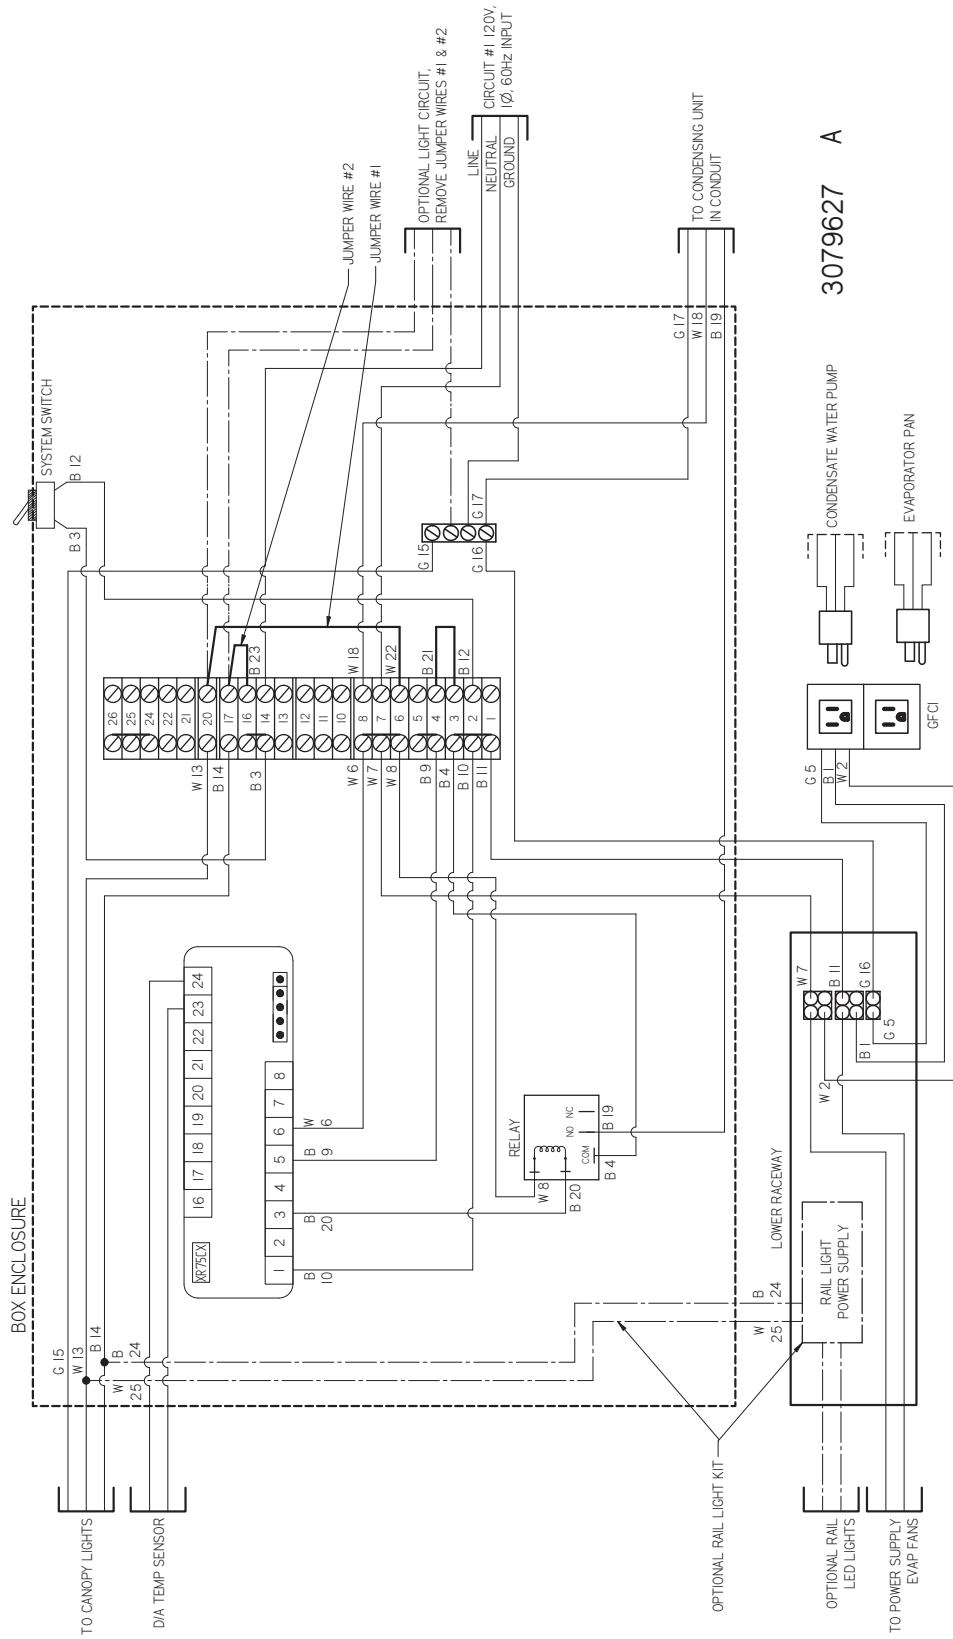 BOX ENCLOSURE
TO CANOPY LIGHTS
D/A TEMP SENSOR
G 15
W 13
B 14
B
24
W
25
XR75CX
16
17
18
19
20
21
22
23
24
1
2
3
4
5
6
7
8
B
10
B
20
B
9
W
6
RELAY
COM
NO
NC
W 8
B 20
B 4
B 19
SYSTEM SWITCH
B 3
B 12
26
25
24
22
21
20
17
16
14
13
12
11
10
8
7
6
5
4
3
2
1
W 13
B 14
B 3
W 6
W 7
W 8
B 9
B 4
B 10
B 11
B 23
W 18
W 22
B 21
B 12
G 15
G 16
G 17
JUMPER WIRE #2
JUMPER WIRE #1
OPTIONAL LIGHT CIRCUIT,
REMOVE JUMPER WIRES #1 & #2
LINE
NEUTRAL
GROUND
CIRCUIT #1 120V,
1Ø, 60Hz INPUT
G 17
W 18
B 19
TO CONDENSING UNIT
IN CONDUIT
OPTIONAL RAIL LIGHT KIT
OPTIONAL RAIL
LED LIGHTS
TO POWER SUPPLY
EVAP FANS
LOWER RACEWAY
RAIL LIGHT
POWER SUPPLY
W
25
B
24
W 7
B 11
G 16
W 2
B 1
G 5
G 5
B 1
W 2
GFCI
CONDENSATE WATER PUMP
EVAPORATOR PAN
3079627 A